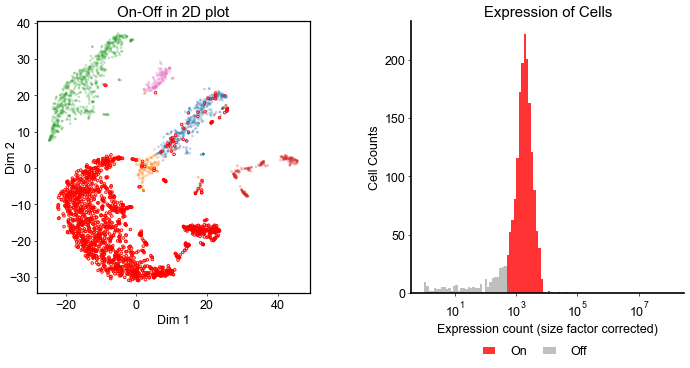 On-Off in 2D plot
Dim 2
40
30
20
10
0
−10
−20
−30
−20 0 20 40
Dim 1
Expression of Cells
Cell Counts
200
150
100
50
0
10^1 10^3 10^5 10^7
Expression count (size factor corrected)
On Off